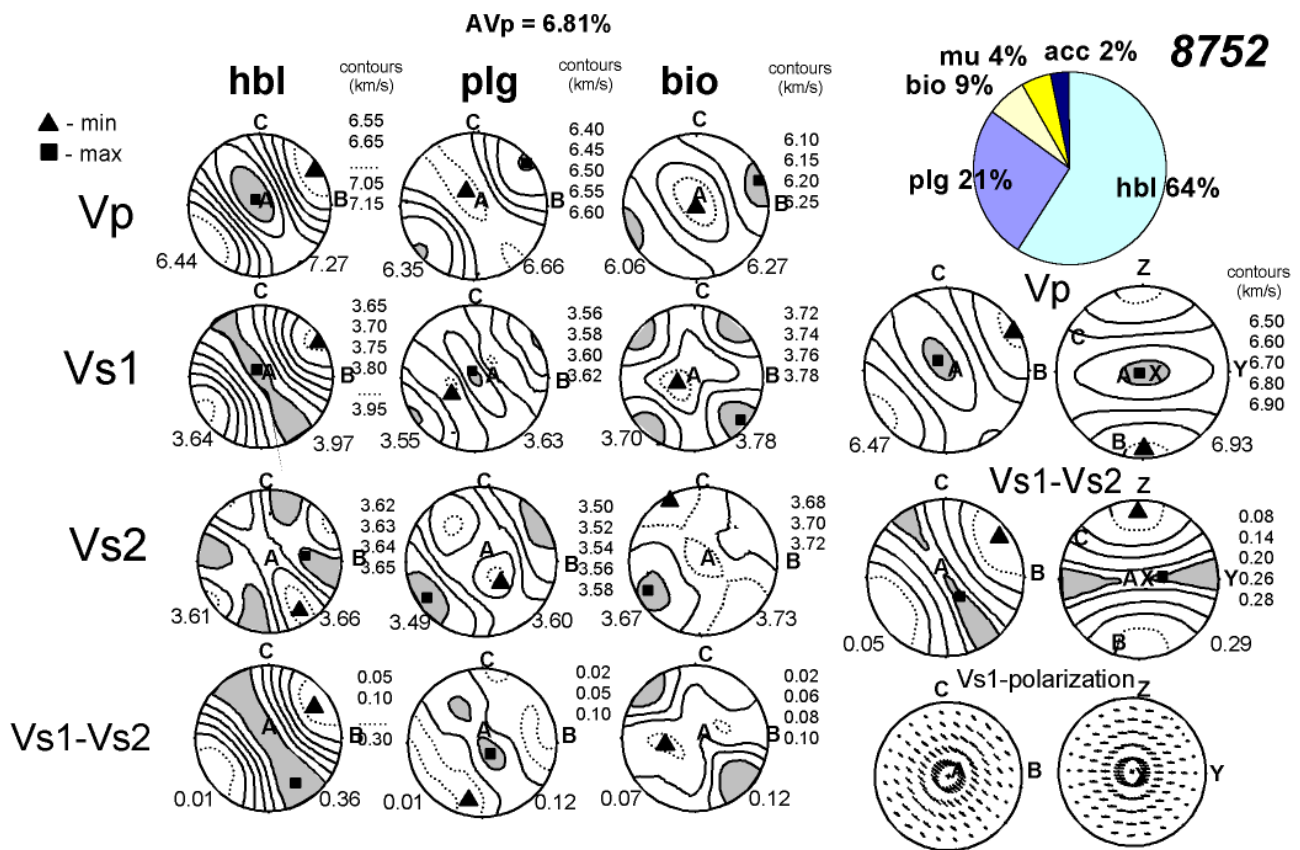 AVp = 6.81%
8752
mu 4% acc 2%
bio 9%
plg 21%
hbl 64%
hbl
contours
(km/s)
plg
contours
(km/s)
bio
contours
(km/s)
- min
- max
Vp
C
A
B
6.44
7.27
6.55
6.65
......
7.05
7.15
C
A
B
6.35
6.66
6.40
6.45
6.50
6.55
6.60
C
A
B
6.06
6.27
6.10
6.15
6.20
6.25
Vs1
C
A
B
3.64
3.97
3.65
3.70
3.75
3.80
......
3.95
C
A
B
3.55
3.63
3.56
3.58
3.60
3.62
C
A
B
3.70
3.78
3.72
3.74
3.76
3.78
Vs2
C
A
B
3.61
3.66
3.62
3.63
3.64
3.65
C
A
B
3.49
3.60
3.50
3.52
3.54
3.56
3.58
C
A
B
3.67
3.73
3.68
3.70
3.72
Vs1-Vs2
C
A
B
0.01
0.36
0.05
0.10
......
0.30
C
A
B
0.01
0.12
0.02
0.05
0.10
C
A
B
0.07
0.12
0.02
0.06
0.08
0.10
Vp
C
A
B
6.47
Z
C
A X
Y
B
6.93
contours
(km/s)
6.50
6.60
6.70
6.80
6.90
Vs1-Vs2
C
A
B
0.05
Z
C
A X
Y
B
0.29
0.08
0.14
0.20
0.26
0.28
Vs1-polarization
C
A
B
Z
Y